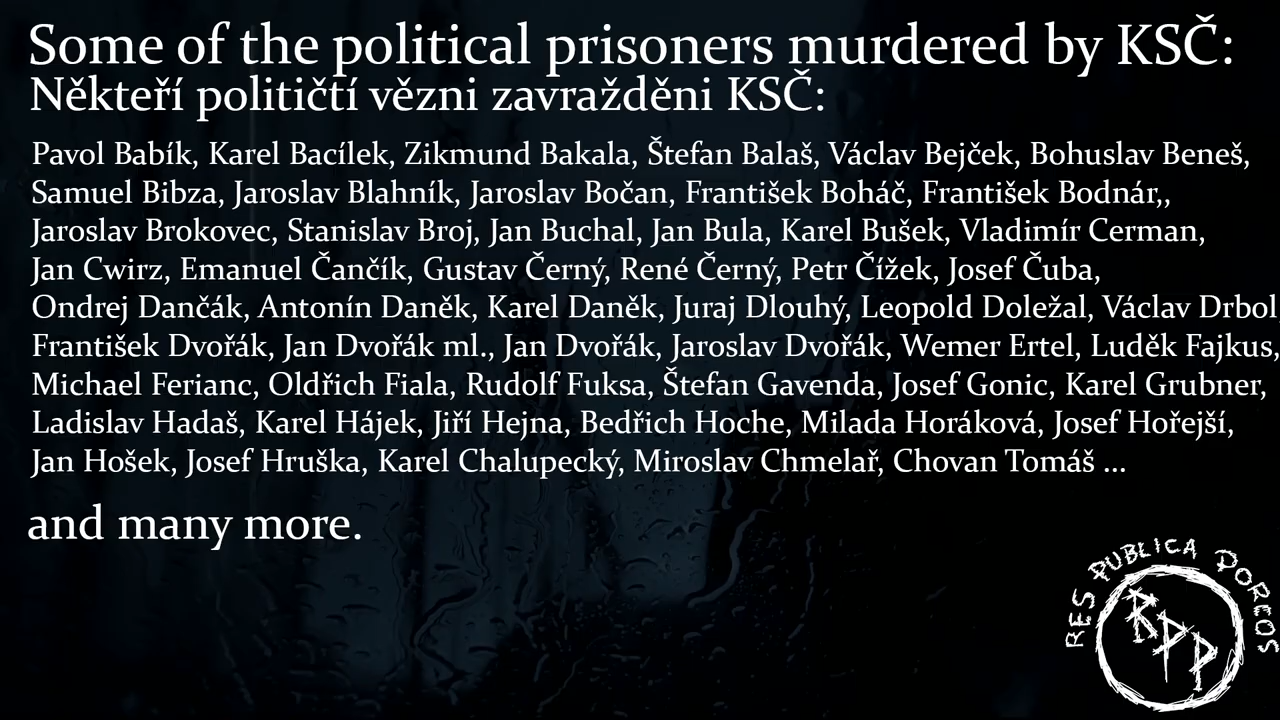 Some of the political prisoners murdered by KSČ:
Někteří političtí vězni zavražděni KSČ:
Pavol Babík, Karel Bacílek, Zikmund Bakala, Štefan Balaš, Václav Bejček, Bohuslav Beneš,
Samuel Bibza, Jaroslav Blahník, Jaroslav Bočan, František Boháč, František Bodnár,,
Jaroslav Brokovec, Stanislav Broj, Jan Buchal, Jan Bula, Karel Bušek, Vladimír Cerman,
Jan Cwirz, Emanuel Čančík, Gustav Černý, René Černý, Petr Čížek, Josef Čuba,
Ondrej Dančák, Antonín Daněk, Karel Daněk, Juraj Dlouhý, Leopold Doležal, Václav Drbol
František Dvořák, Jan Dvořák ml., Jan Dvořák, Jaroslav Dvořák, Wemer Ertel, Luděk Fajkus,
Michael Ferianc, Oldřich Fiala, Rudolf Fuksa, Štefan Gavenda, Josef Gonic, Karel Grubner,
Ladislav Hadaš, Karel Hájek, Jiří Hejna, Bedřich Hoche, Milada Horáková, Josef Hořejší,
Jan Hošek, Josef Hruška, Karel Chalupecký, Miroslav Chmelař, Chovan Tomáš ...
and many more.
RES PUBLICA PORCOS
RPP